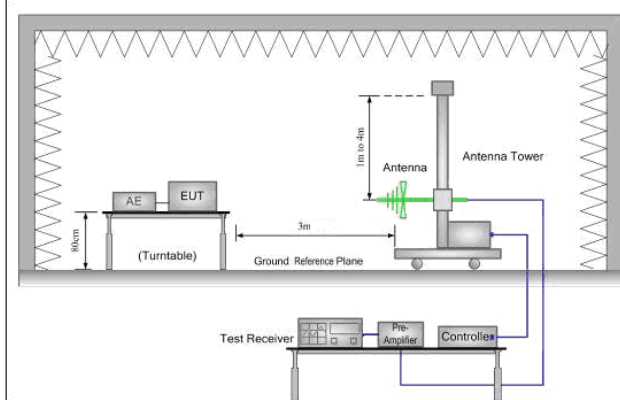 1m to 4m
Antenna
Antenna Tower
AE
EUT
80cm
(Turntable)
3m
Ground Reference Plane
Test Receiver
Pre-
Amplifier
Controller